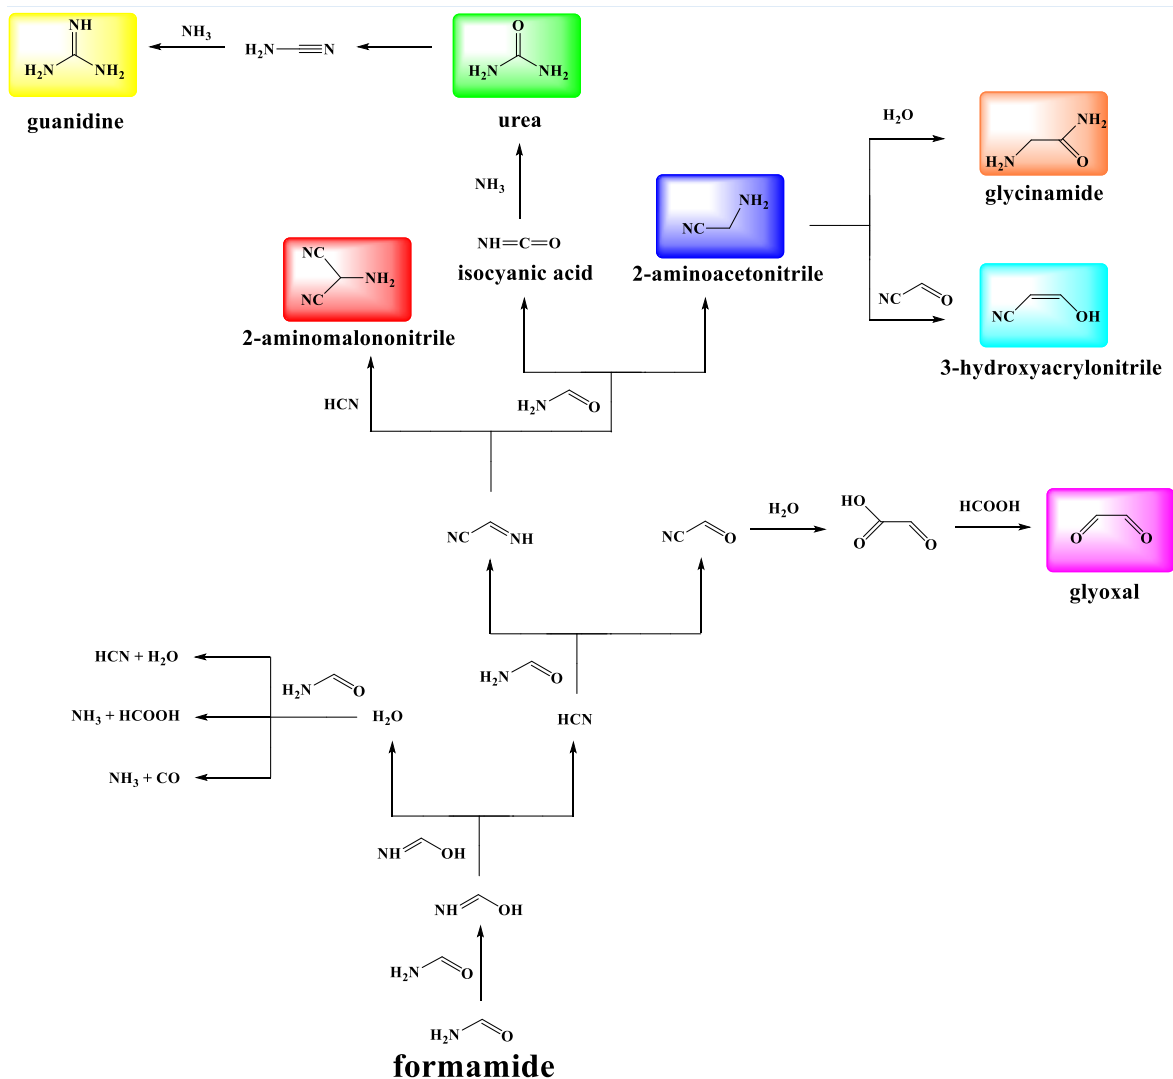 NH
H₂N NH₂
guanidine
NH₃
H₂N N
O
H₂N NH₂
urea
NH₃
NH=C=O
isocyanic acid
NC
NC NH₂
2-aminomalononitrile
NH₂
NC
2-aminoacetonitrile
H₂O
NH₂
H₂N O
glycinamide
NC O
NC OH
3-hydroxyacrylonitrile
HCN
H₂N O
NC NH
NC O
H₂O
HO
O O
HCOOH
O O
glyoxal
H₂N O
HCN + H₂O
NH₃ + HCOOH
NH₃ + CO
H₂N O
H₂O
HCN
NH OH
NH OH
H₂N O
H₂N O
formamide